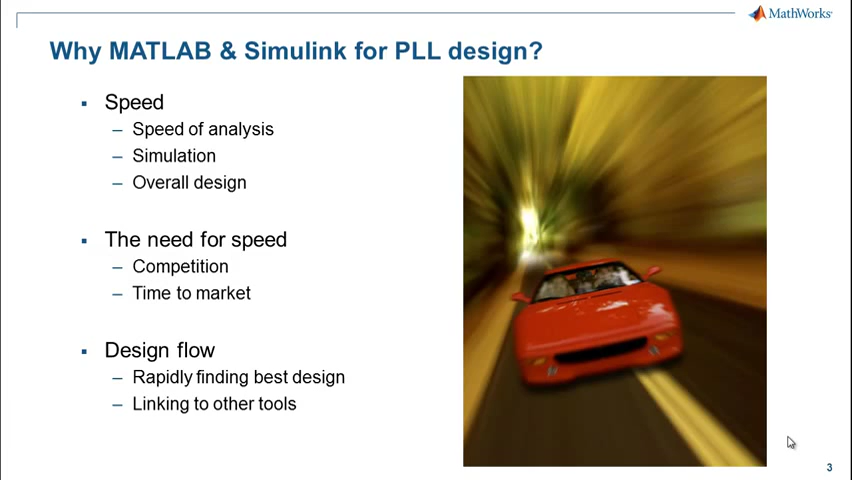 MathWorks
Why MATLAB & Simulink for PLL design?
▪ Speed
– Speed of analysis
– Simulation
– Overall design
▪ The need for speed
– Competition
– Time to market
▪ Design flow
– Rapidly finding best design
– Linking to other tools
3